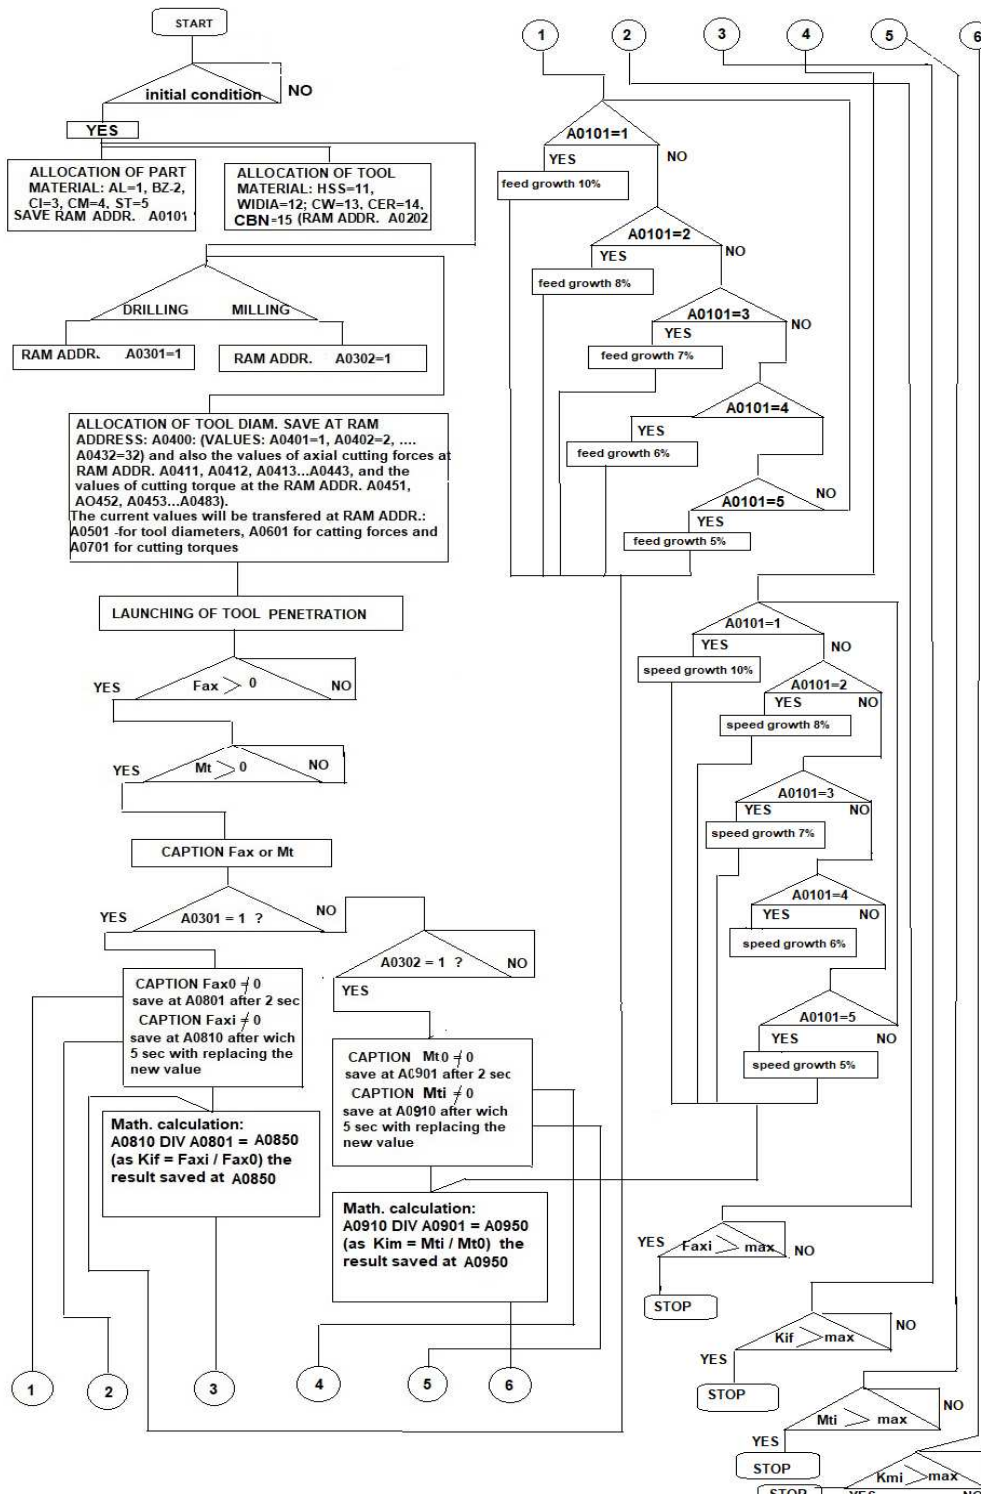 START
initial condition
NO
YES
ALLOCATION OF PART
MATERIAL: AL=1, BZ-2,
CI=3, CM=4, ST=5
SAVE RAM ADDR. A0101
ALLOCATION OF TOOL
MATERIAL: HSS=11,
WIDIA=12; CW=13, CER=14,
CBN=15 (RAM ADDR. A0202
DRILLING MILLING
RAM ADDR. A0301=1
RAM ADDR. A0302=1
ALLOCATION OF TOOL DIAM. SAVE AT RAM
ADDRESS: A0400: (VALUES: A0401=1, A0402=2, ....
A0432=32) and also the values of axial cutting forces at
RAM ADDR. A0411, A0412, A0413...A0443, and the
values of cutting torque at the RAM ADDR. A0451,
AO452, A0453...A0483).
The current values will be transfered at RAM ADDR.:
A0501 -for tool diameters, A0601 for catting forces and
A0701 for cutting torques
LAUNCHING OF TOOL PENETRATION
YES
Fax > 0
NO
YES
Mt > 0
NO
CAPTION Fax or Mt
YES
A0301 = 1 ?
NO
A0302 = 1 ?
NO
YES
CAPTION Fax0 ≠ 0
save at A0801 after 2 sec
CAPTION Faxi ≠ 0
save at A0810 after wich
5 sec with replacing the
new value
CAPTION Mt0 ≠ 0
save at A0901 after 2 sec
CAPTION Mti ≠ 0
save at A0910 after wich
5 sec with replacing the
new value
Math. calculation:
A0810 DIV A0801 = A0850
(as Kif = Faxi / Fax0) the
result saved at A0850
Math. calculation:
A0910 DIV A0901 = A0950
(as Kim = Mti / Mt0) the
result saved at A0950
1
2
3
4
5
6
1
2
3
4
5
6
A0101=1
YES
NO
feed growth 10%
A0101=2
YES
NO
feed growth 8%
A0101=3
YES
NO
feed growth 7%
A0101=4
YES
NO
feed growth 6%
A0101=5
YES
NO
feed growth 5%
A0101=1
YES
NO
speed growth 10%
A0101=2
YES
NO
speed growth 8%
A0101=3
YES
NO
speed growth 7%
A0101=4
YES
NO
speed growth 6%
A0101=5
YES
NO
speed growth 5%
YES
Faxi > max
NO
STOP
Kif > max
NO
YES
STOP
Mti > max
NO
YES
STOP
Kmi > max
STOP
YES
NO